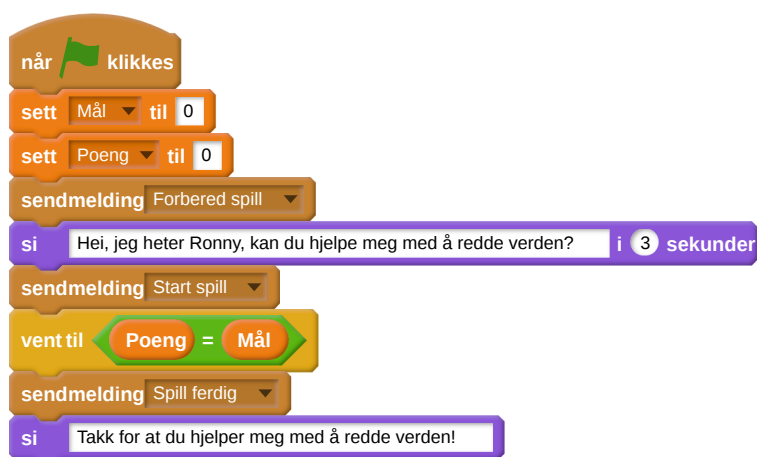 når klikkes
sett Mål til 0
sett Poeng til 0
sendmelding Forbered spill
si Hei, jeg heter Ronny, kan du hjelpe meg med å redde verden? i 3 sekunder
sendmelding Start spill
vent til Poeng = Mål
sendmelding Spill ferdig
si Takk for at du hjelper meg med å redde verden!